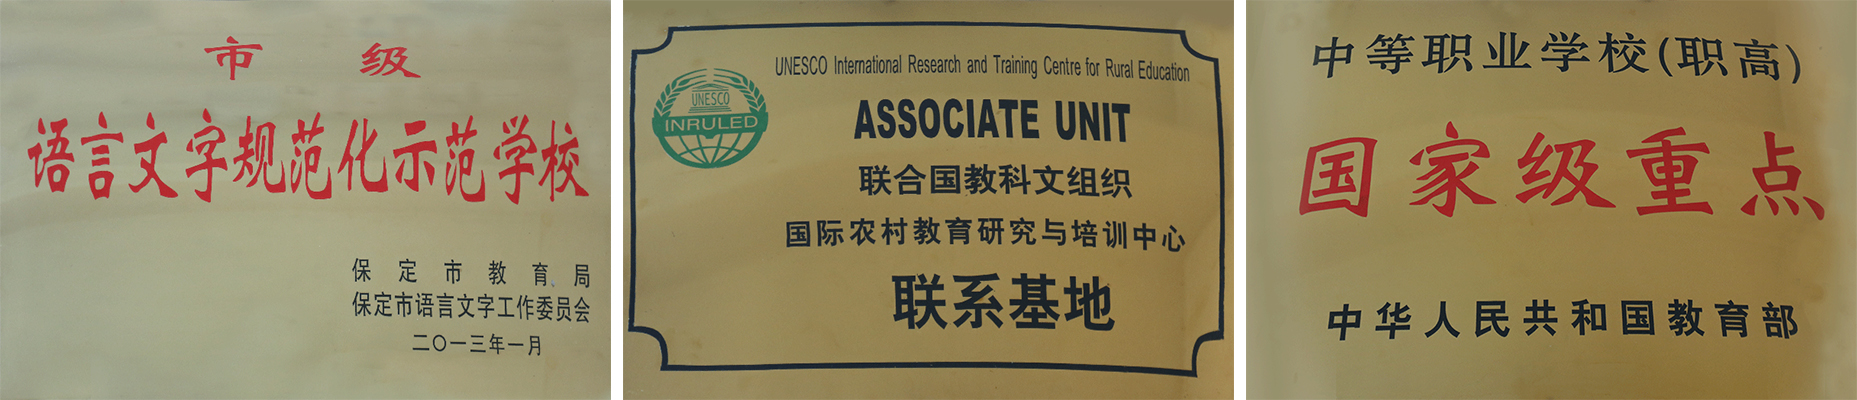 市 级
语言文字规范化示范学校
保 定 市 教 育 局
保定市语言文字工作委员会
二〇一三年一月
UNESCO International Research and Training Centre for Rural Education
UNESCO
INRULED
ASSOCIATE UNIT
联合国教科文组织
国际农村教育研究与培训中心
联系基地
中等职业学校(职高)
国家级重点
中华人民共和国教育部